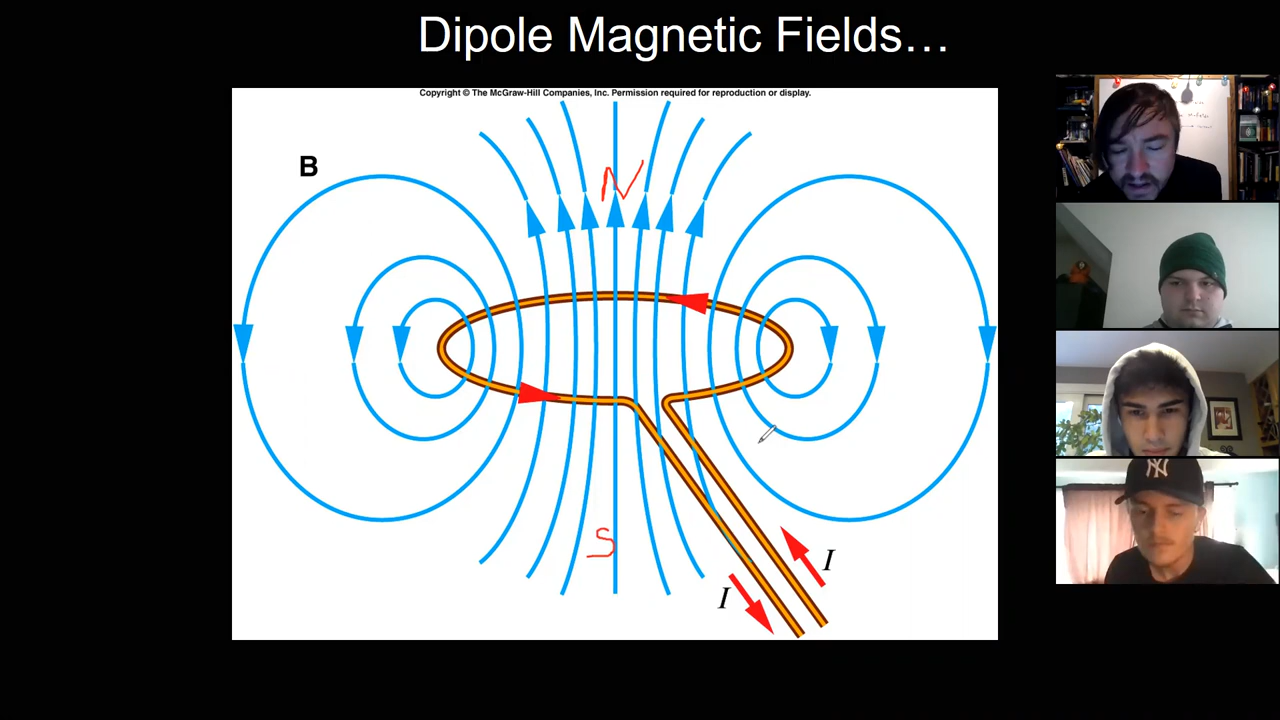 Dipole Magnetic Fields…
Copyright © The McGraw-Hill Companies, Inc. Permission required for reproduction or display.
B
N
S
I
I
NY